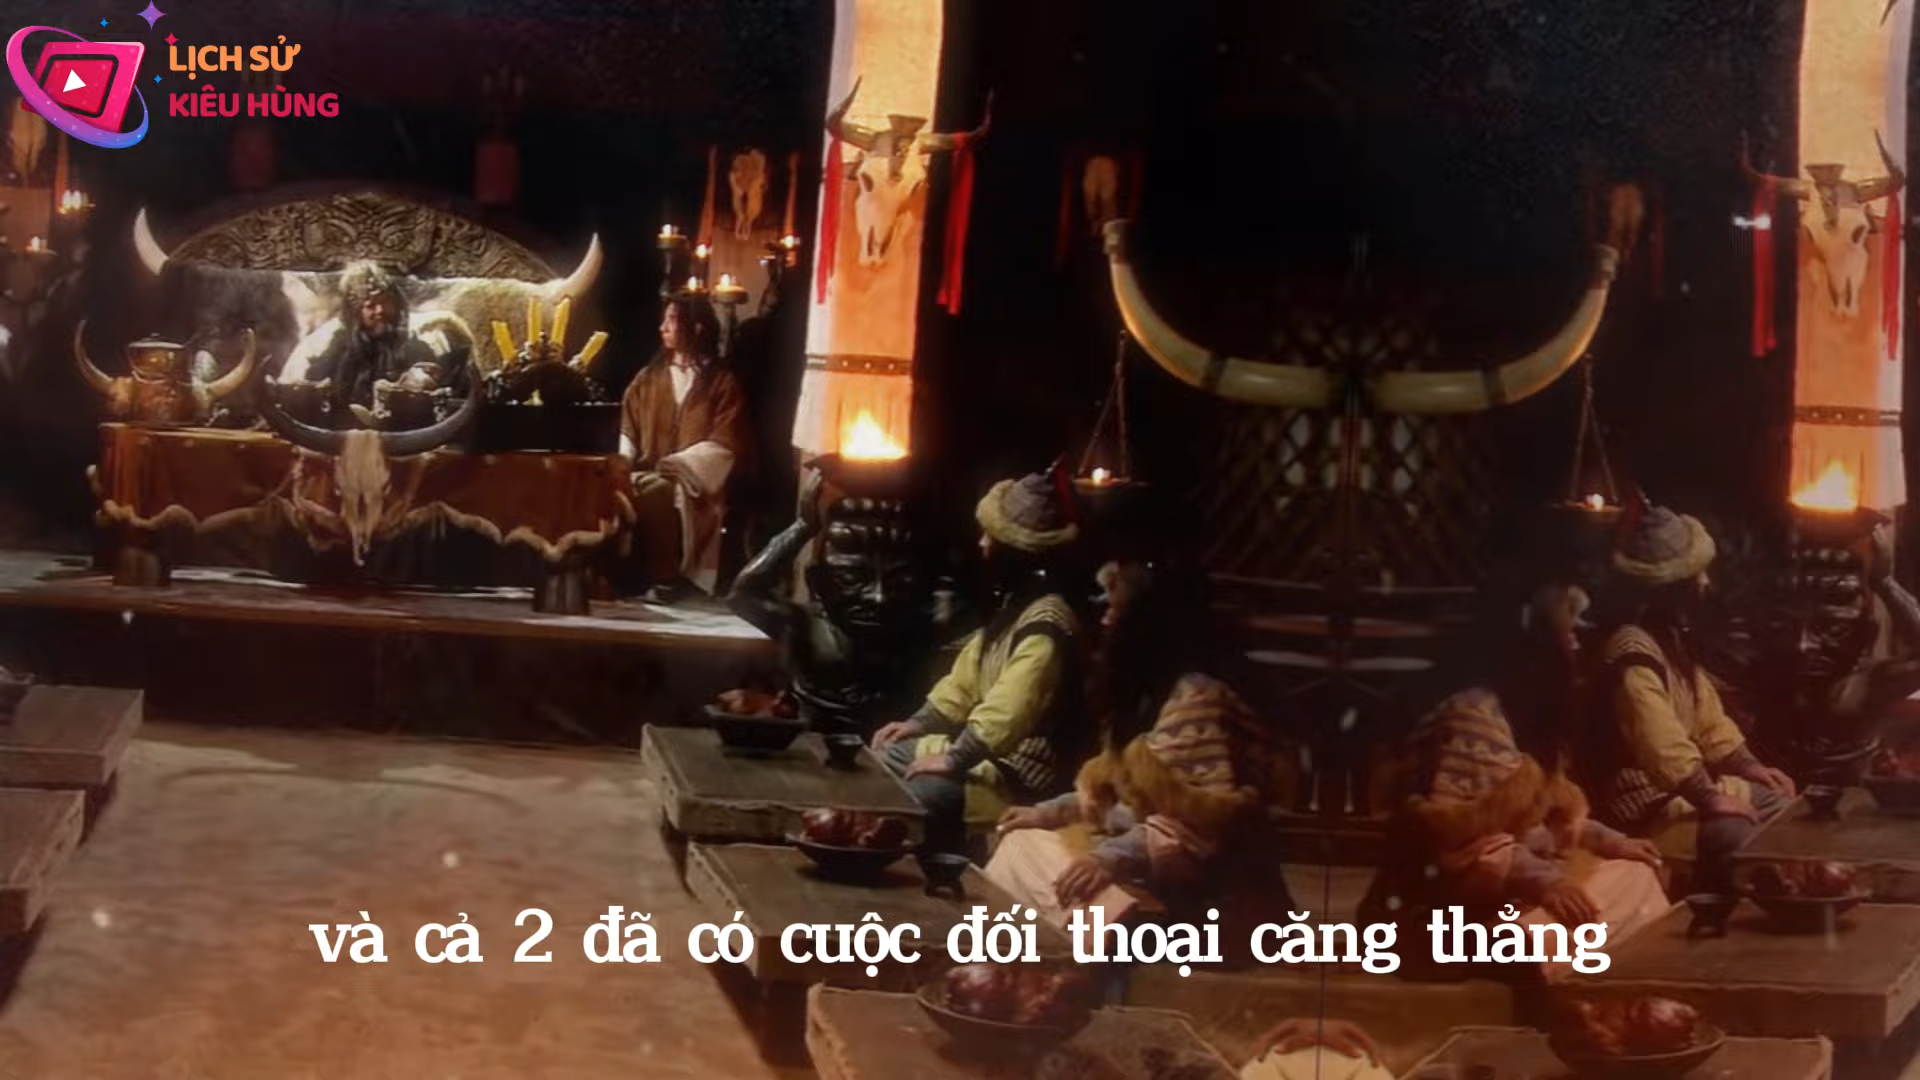 LỊCH SỬ
KIÊU HÙNG
và cả 2 đã có cuộc đối thoại căng thẳng